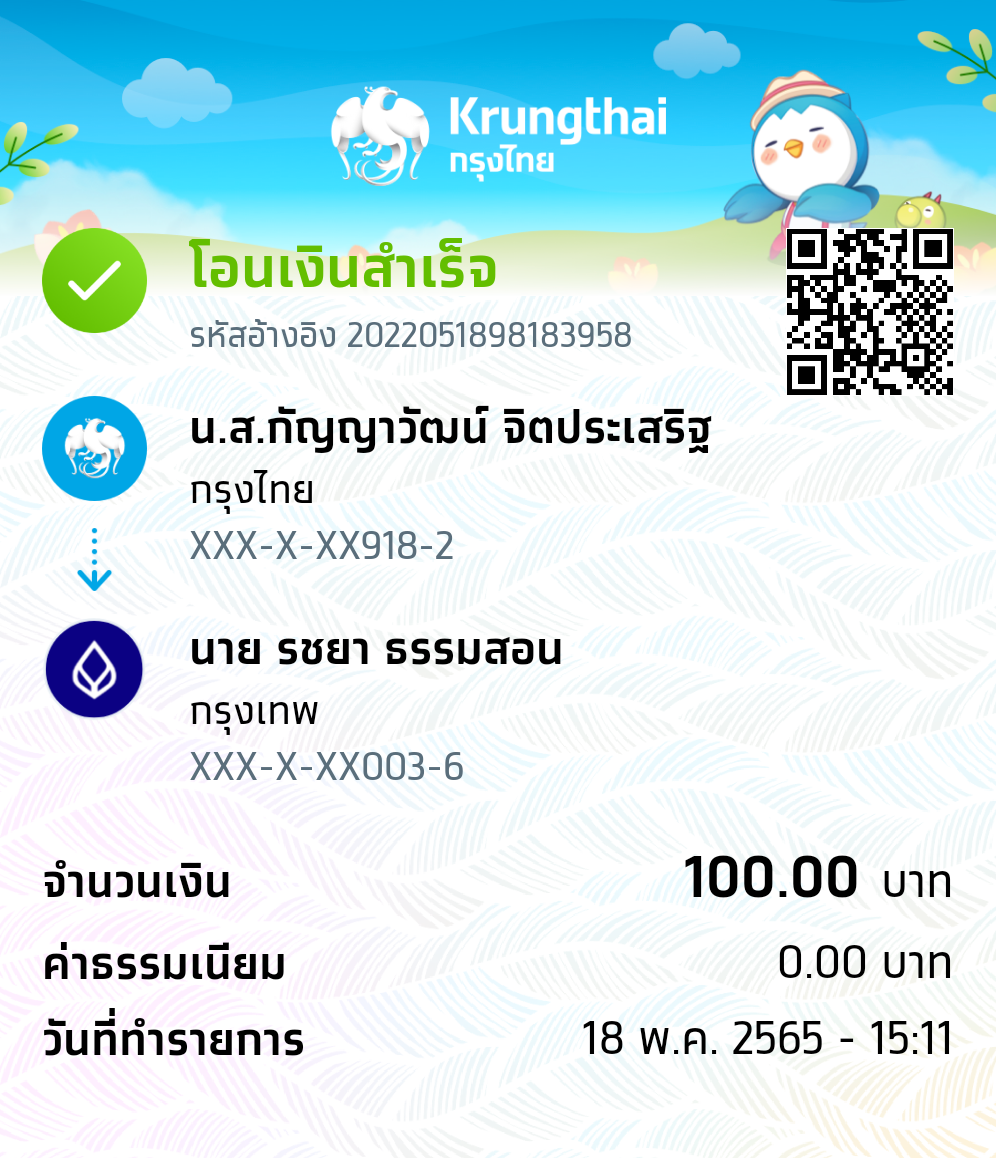 Krungthai
กรุงไทย
โอนเงินสำเร็จ
รหัสอ้างอิง 2022051898183958
น.ส.กัญญาวัฒน์ จิตประเสริฐ
กรุงไทย
XXX-X-XX918-2
นาย รชยา ธรรมสอน
กรุงเทพ
XXX-X-XX003-6
จำนวนเงิน 100.00 บาท
ค่าธรรมเนียม 0.00 บาท
วันที่ทำรายการ 18 พ.ค. 2565 - 15:11